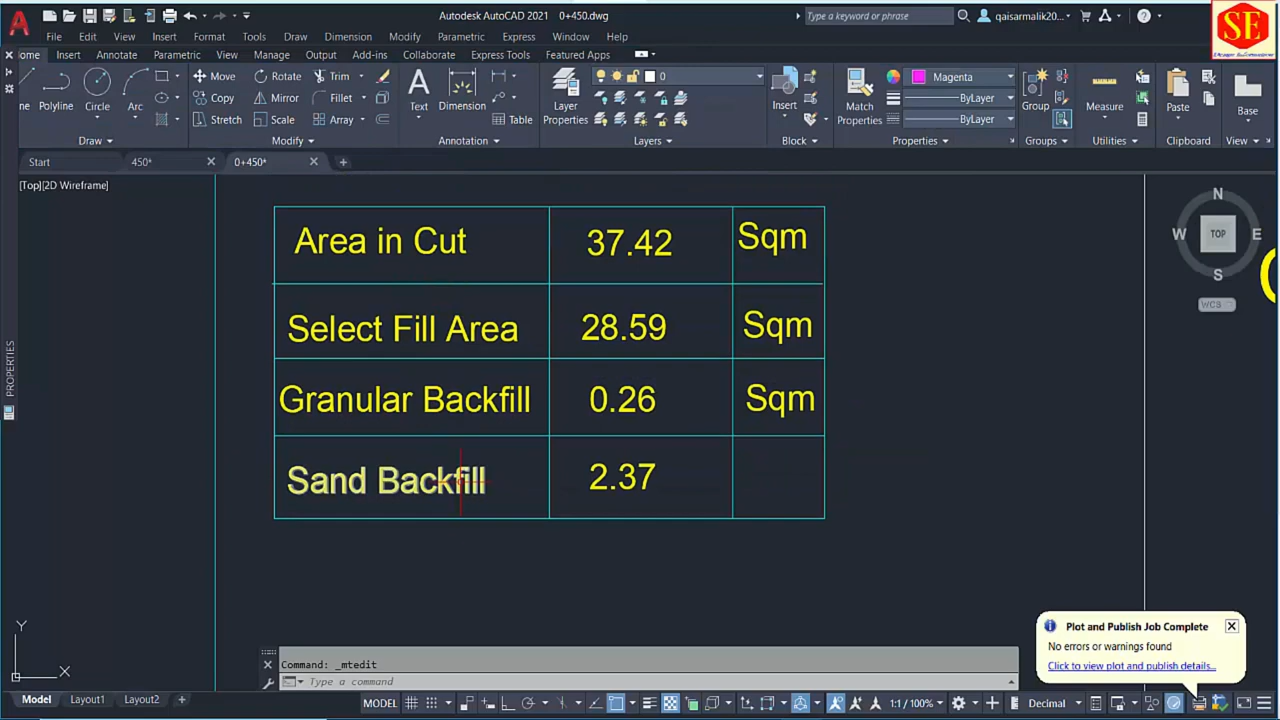 Autodesk AutoCAD 2021 0+450.dwg
Type a keyword or phrase
qaisarmalik20...
SE
File Edit View Insert Format Tools Draw Dimension Modify Parametric Express Window Help
ome Insert Annotate Parametric View Manage Output Add-ins Collaborate Express Tools Featured Apps
Move Rotate Trim
0
Magenta
ne Polyline Circle Arc
Copy Mirror Fillet
Text Dimension
Layer Properties
Insert
Match Properties
ByLayer
Group
Measure
Paste
Base
Stretch Scale Array
Table
ByLayer
Draw Modify Annotation Layers Block Properties Groups Utilities Clipboard View
Start 450* 0+450*
[Top][2D Wireframe]
N
W TOP E
S
WCS
PROPERTIES
Area in Cut 37.42 Sqm
Select Fill Area 28.59 Sqm
Granular Backfill 0.26 Sqm
Sand Backfill 2.37
Y
X
Plot and Publish Job Complete
No errors or warnings found
Click to view plot and publish details...
Command: _mtedit
Type a command
Model Layout1 Layout2
MODEL 1:1 / 100% Decimal